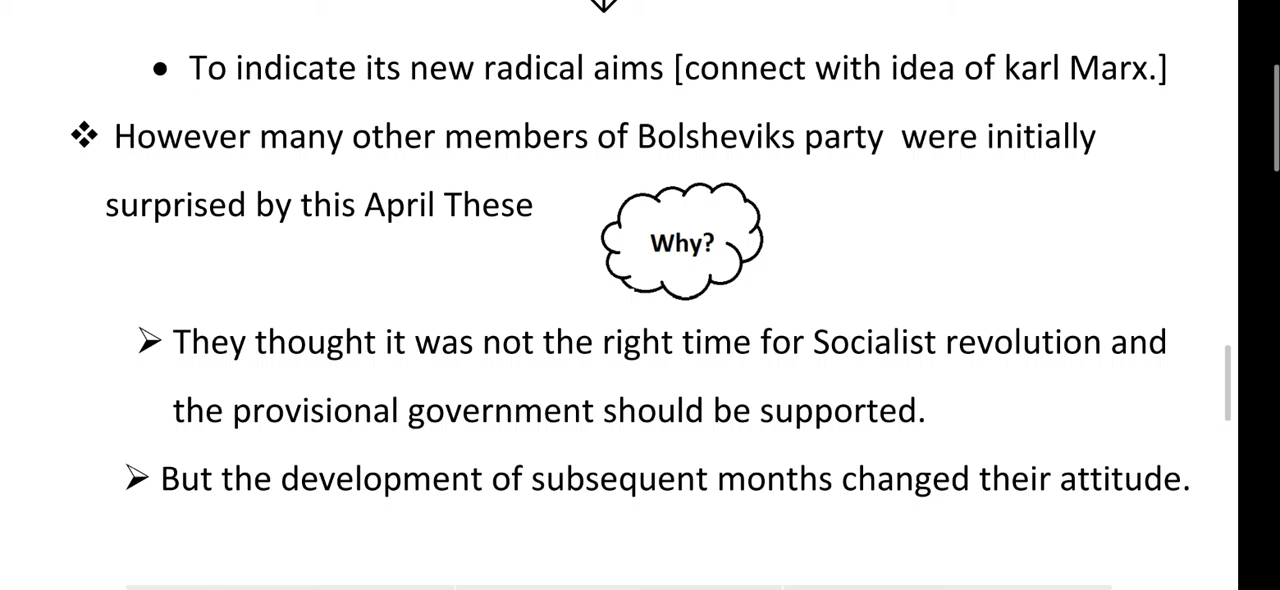 • To indicate its new radical aims [connect with idea of karl Marx.]
❖ However many other members of Bolsheviks party were initially
surprised by this April These
Why?
➢ They thought it was not the right time for Socialist revolution and
the provisional government should be supported.
➢ But the development of subsequent months changed their attitude.